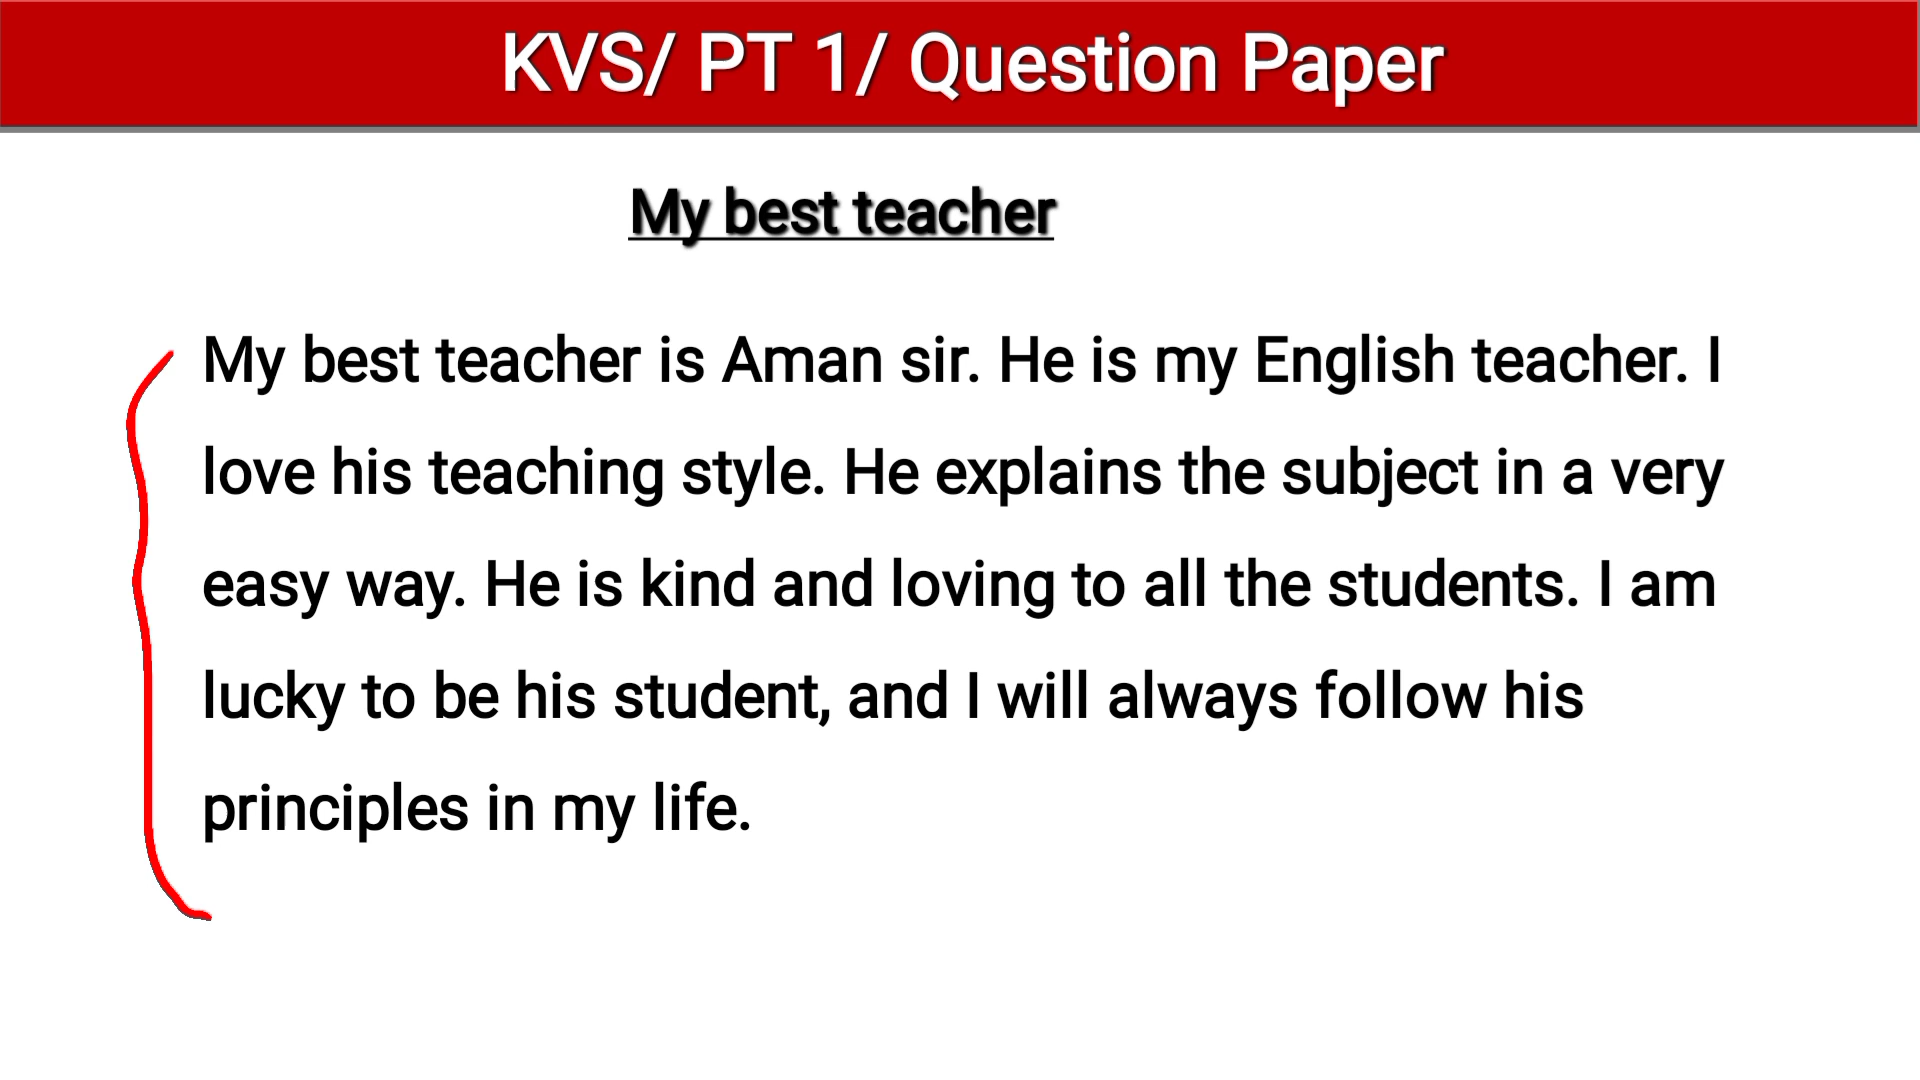 KVS/ PT 1/ Question Paper
My best teacher
My best teacher is Aman sir. He is my English teacher. I
love his teaching style. He explains the subject in a very
easy way. He is kind and loving to all the students. I am
lucky to be his student, and I will always follow his
principles in my life.